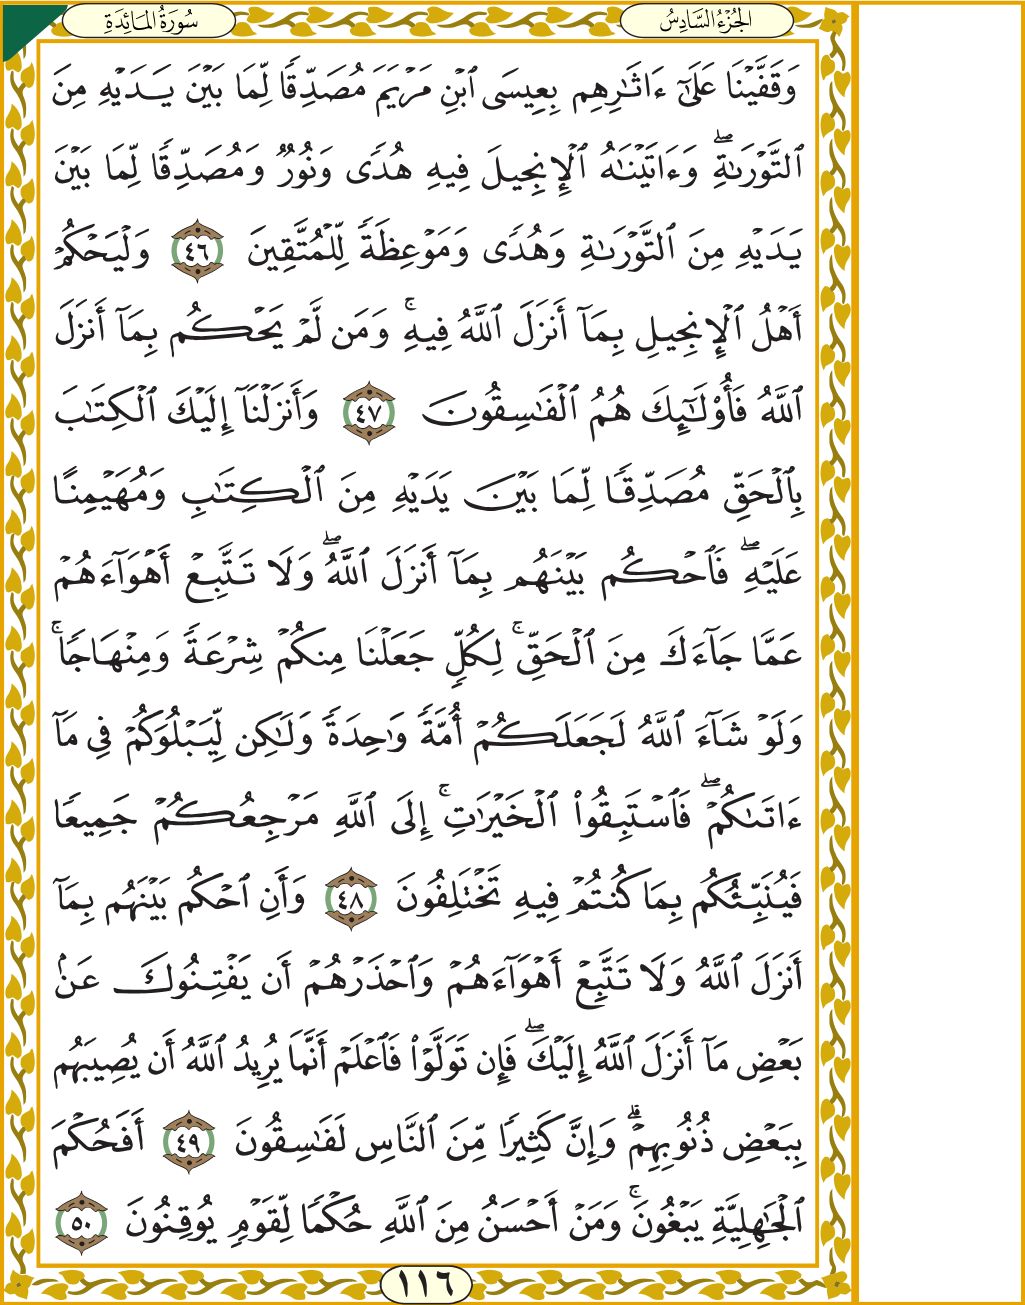 سُورَةُ المَائِدَةِ
الجُزْءُ السَّادِسُ
وَقَفَّيْنَا عَلَىٰٓ ءَاثَٰرِهِم بِعِيسَى ٱبْنِ مَرْيَمَ مُصَدِّقًا لِّمَا بَيْنَ يَدَيْهِ مِنَ
ٱلتَّوْرَىٰةِۖ وَءَاتَيْنَٰهُ ٱلْإِنجِيلَ فِيهِ هُدًى وَنُورٌ وَمُصَدِّقًا لِّمَا بَيْنَ
يَدَيْهِ مِنَ ٱلتَّوْرَىٰةِ وَهُدًى وَمَوْعِظَةً لِّلْمُتَّقِينَ ٤٦ وَلْيَحْكُمْ
أَهْلُ ٱلْإِنجِيلِ بِمَآ أَنزَلَ ٱللَّهُ فِيهِۚ وَمَن لَّمْ يَحْكُم بِمَآ أَنزَلَ
ٱللَّهُ فَأُو۟لَٰٓئِكَ هُمُ ٱلْفَٰسِقُونَ ٤٧ وَأَنزَلْنَآ إِلَيْكَ ٱلْكِتَٰبَ
بِٱلْحَقِّ مُصَدِّقًا لِّمَا بَيْنَ يَدَيْهِ مِنَ ٱلْكِتَٰبِ وَمُهَيْمِنًا
عَلَيْهِۖ فَٱحْكُم بَيْنَهُم بِمَآ أَنزَلَ ٱللَّهُۖ وَلَا تَتَّبِعْ أَهْوَآءَهُمْ
عَمَّا جَآءَكَ مِنَ ٱلْحَقِّۚ لِكُلٍّ جَعَلْنَا مِنكُمْ شِرْعَةً وَمِنْهَاجًاۚ
وَلَوْ شَآءَ ٱللَّهُ لَجَعَلَكُمْ أُمَّةً وَٰحِدَةً وَلَٰكِن لِّيَبْلُوَكُمْ فِى مَآ
ءَاتَىٰكُمْۖ فَٱسْتَبِقُوا۟ ٱلْخَيْرَٰتِۚ إِلَى ٱللَّهِ مَرْجِعُكُمْ جَمِيعًا
فَيُنَبِّئُكُم بِمَا كُنتُمْ فِيهِ تَخْتَلِفُونَ ٤٨ وَأَنِ ٱحْكُم بَيْنَهُم بِمَآ
أَنزَلَ ٱللَّهُ وَلَا تَتَّبِعْ أَهْوَآءَهُمْ وَٱحْذَرْهُمْ أَن يَفْتِنُوكَ عَنۢ
بَعْضِ مَآ أَنزَلَ ٱللَّهُ إِلَيْكَۖ فَإِن تَوَلَّوْا۟ فَٱعْلَمْ أَنَّمَا يُرِيدُ ٱللَّهُ أَن يُصِيبَهُم
بِبَعْضِ ذُنُوبِهِمْۗ وَإِنَّ كَثِيرًا مِّنَ ٱلنَّاسِ لَفَٰسِقُونَ ٤٩ أَفَحُكْمَ
ٱلْجَٰهِلِيَّةِ يَبْغُونَۚ وَمَنْ أَحْسَنُ مِنَ ٱللَّهِ حُكْمًا لِّقَوْمٍ يُوقِنُونَ ٥٠
١١٦